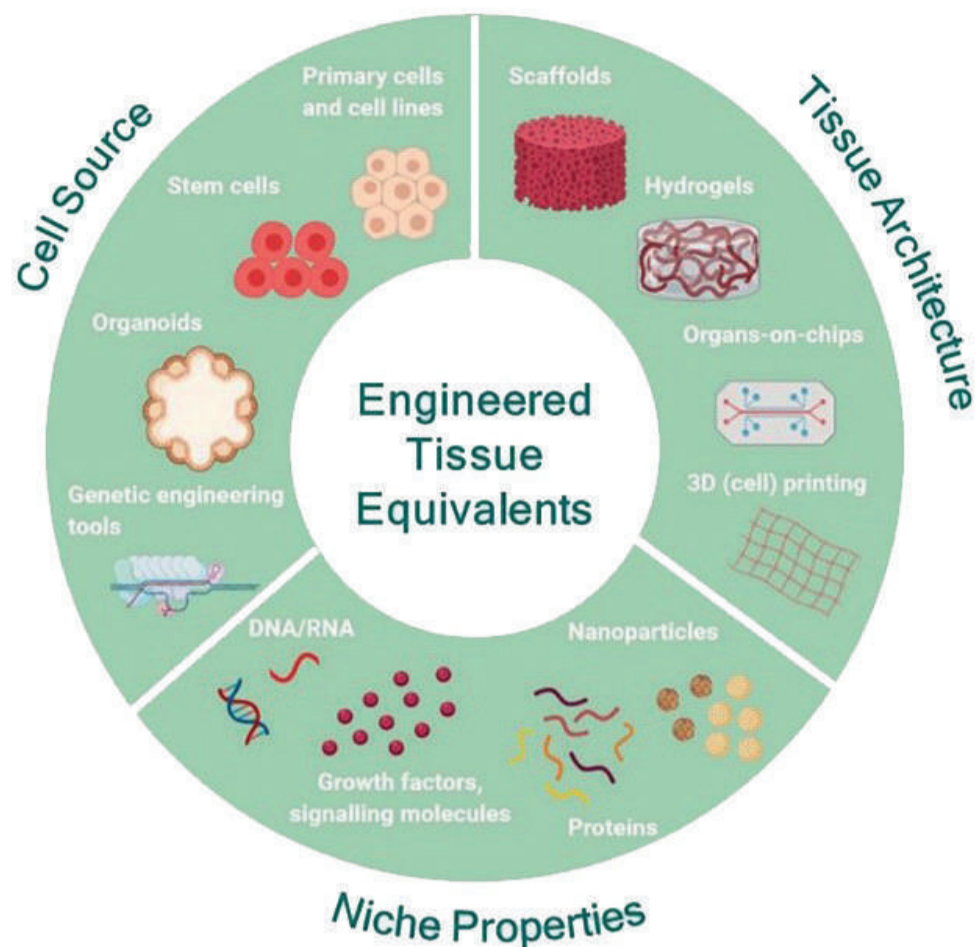 Cell Source
Primary cells
and cell lines
Stem cells
Organoids
Genetic engineering
tools
Tissue Architecture
Scaffolds
Hydrogels
Organs-on-chips
3D (cell) printing
Engineered
Tissue
Equivalents
DNA/RNA
Growth factors,
signalling molecules
Nanoparticles
Proteins
Niche Properties